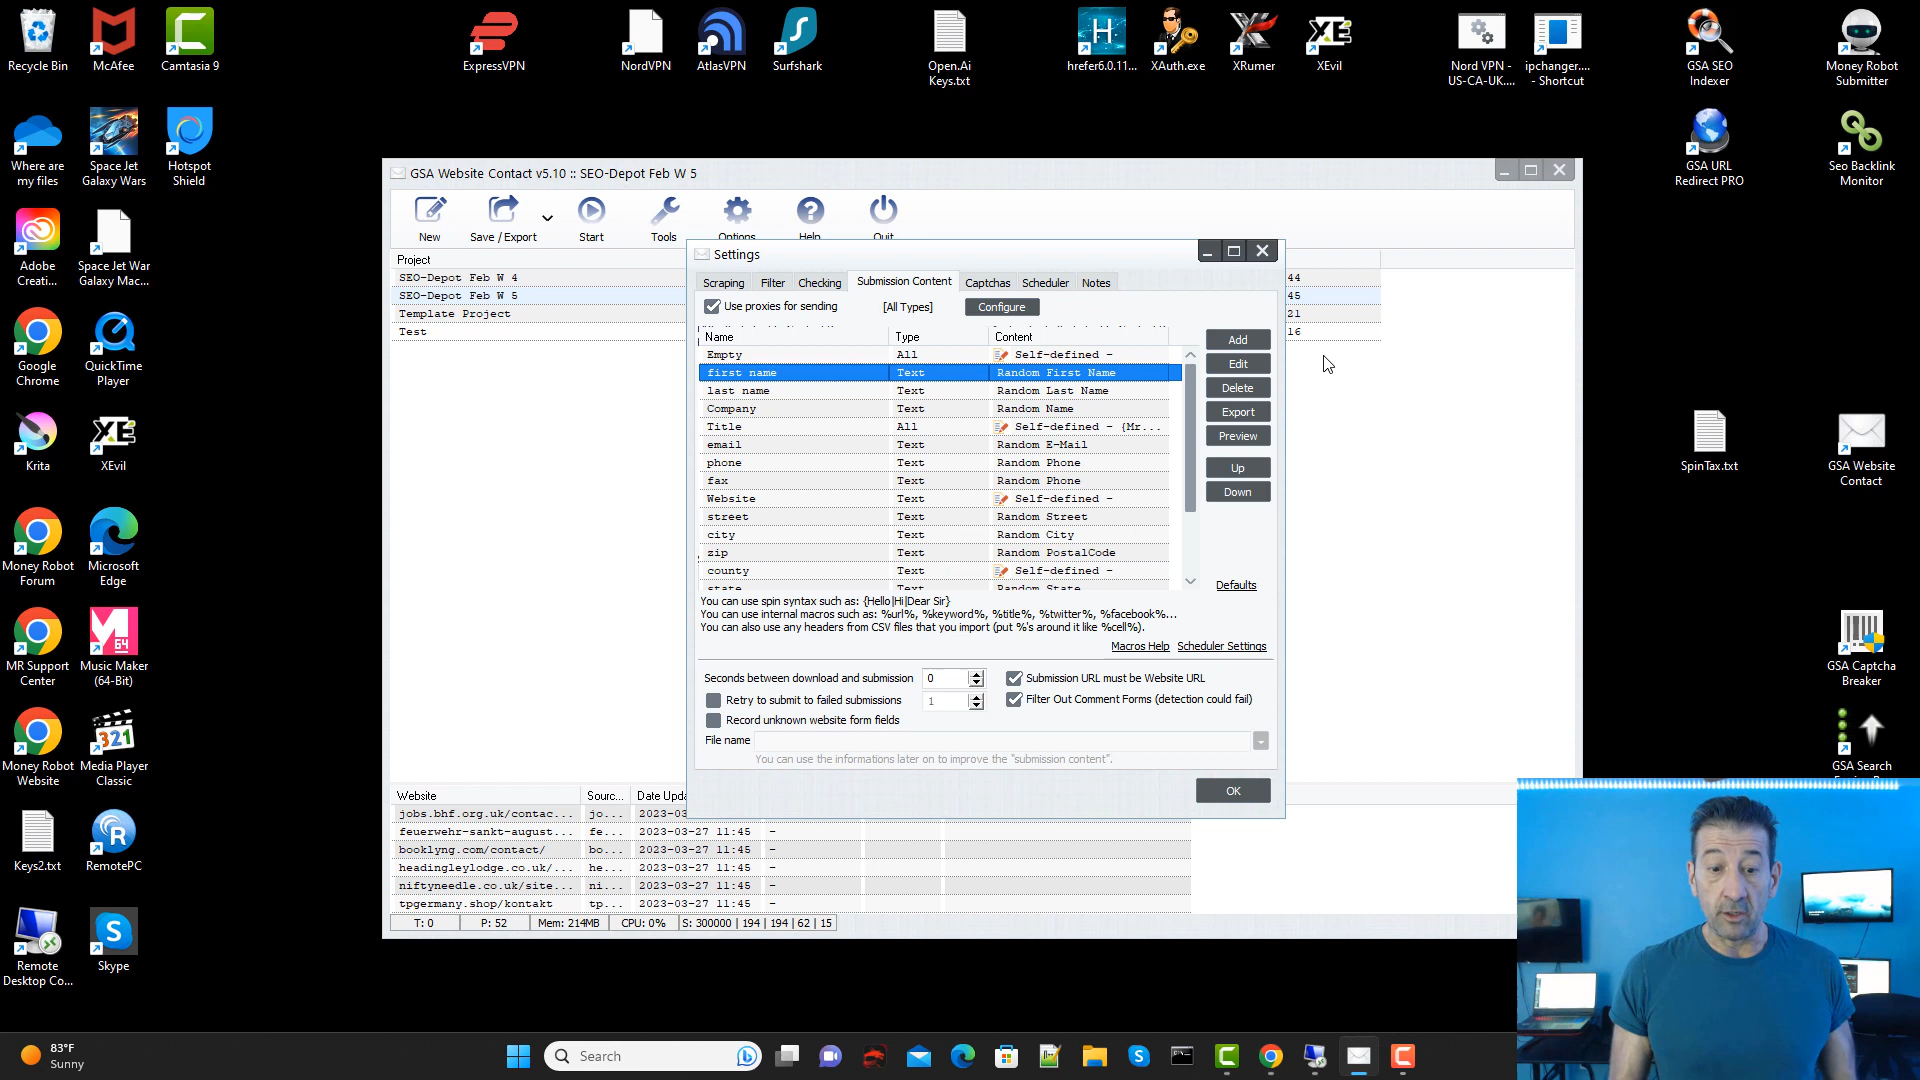 Recycle Bin
McAfee
Camtasia 9
ExpressVPN
NordVPN
AtlasVPN
Surfshark
Open.Ai
Keys.txt
hrefer6.0.11...
XAuth.exe
XRumer
XEvil
Nord VPN -
US-CA-UK....
ipchanger....
- Shortcut
GSA SEO
Indexer
Money Robot
Submitter
Where are
my files
Space Jet
Galaxy Wars
Hotspot
Shield
GSA URL
Redirect PRO
Seo Backlink
Monitor
Adobe
Creati...
Space Jet War
Galaxy Mac...
Google
Chrome
QuickTime
Player
Krita
XEvil
SpinTax.txt
GSA Website
Contact
Money Robot
Forum
Microsoft
Edge
MR Support
Center
Music Maker
(64-Bit)
GSA Captcha
Breaker
Money Robot
Website
Media Player
Classic
GSA Search
Keys2.txt
RemotePC
Remote
Desktop Co...
Skype
GSA Website Contact v5.10 :: SEO-Depot Feb W 5
New
Save / Export
Start
Tools
Options
Help
Quit
Project
SEO-Depot Feb W 4
44
SEO-Depot Feb W 5
45
Template Project
21
Test
16
Settings
Scraping
Filter
Checking
Submission Content
Captchas
Scheduler
Notes
Use proxies for sending
[All Types]
Configure
Name Type Content
Empty All Self-defined -
first name Text Random First Name
last name Text Random Last Name
Company Text Random Name
Title All Self-defined - {Mr...
email Text Random E-Mail
phone Text Random Phone
fax Text Random Phone
Website Text Self-defined -
street Text Random Street
city Text Random City
zip Text Random PostalCode
county Text Self-defined -
state Text Random State
Add
Edit
Delete
Export
Preview
Up
Down
Defaults
You can use spin syntax such as: {Hello|Hi|Dear Sir}
You can use internal macros such as: %url%, %keyword%, %title%, %twitter%, %facebook%...
You can also use any headers from CSV files that you import (put %'s around it like %cell%).
Macros Help
Scheduler Settings
Seconds between download and submission 0
Submission URL must be Website URL
Retry to submit to failed submissions 1
Filter Out Comment Forms (detection could fail)
Record unknown website form fields
File name
You can use the informations later on to improve the "submission content".
OK
Website Sourc... Date Upda
jobs.bhf.org.uk/contac... jo... 2023-03-
feuerwehr-sankt-august... fe... 2023-03-27 11:45 -
booklyng.com/contact/ bo... 2023-03-27 11:45 -
headingleylodge.co.uk/... he... 2023-03-27 11:45 -
niftyneedle.co.uk/site... ni... 2023-03-27 11:45 -
tpgermany.shop/kontakt tp... 2023-03-27 11:45 -
T: 0
P: 52
Mem: 214MB
CPU: 0%
S: 300000 | 194 | 194 | 62 | 15
83°F
Sunny
Search